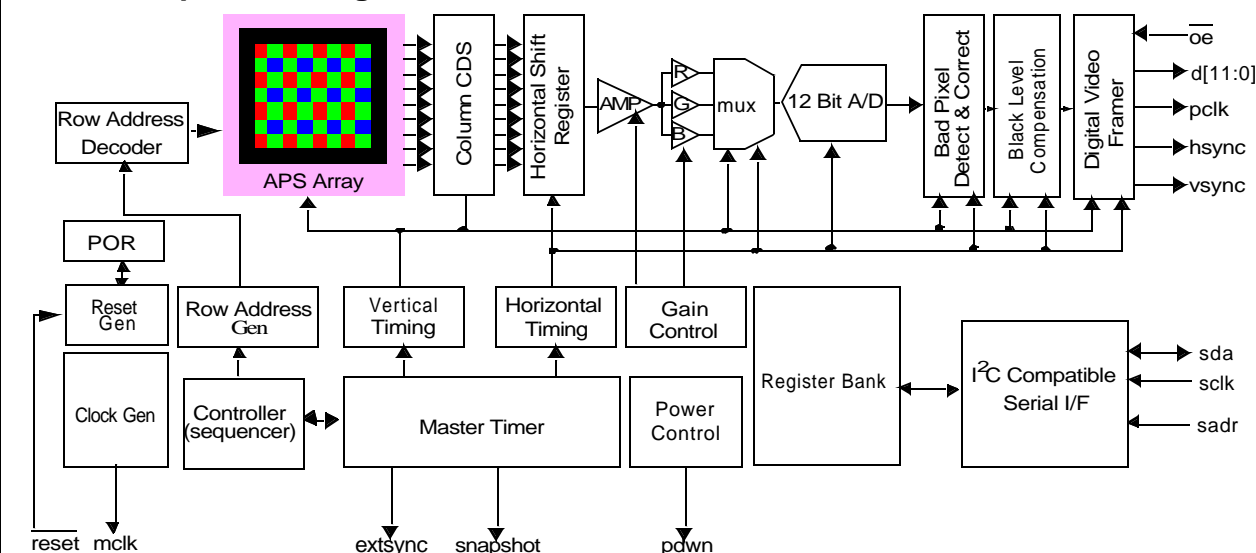 Column CDS
Horizontal Shift
Register
AMP
R
G
B
mux
12 Bit A/D
Bad Pixel
Detect & Correct
Black Level
Compensation
Digital Video
Framer
oe
d[11:0]
pclk
hsync
vsync
Row Address
Decoder
APS Array
POR
Reset
Gen
Row Address
Gen
Vertical
Timing
Horizontal
Timing
Gain
Control
Register Bank
I²C Compatible
Serial I/F
sda
sclk
sadr
Clock Gen
Controller
(sequencer)
Master Timer
Power
Control
reset
mclk
extsync
snapshot
pdwn